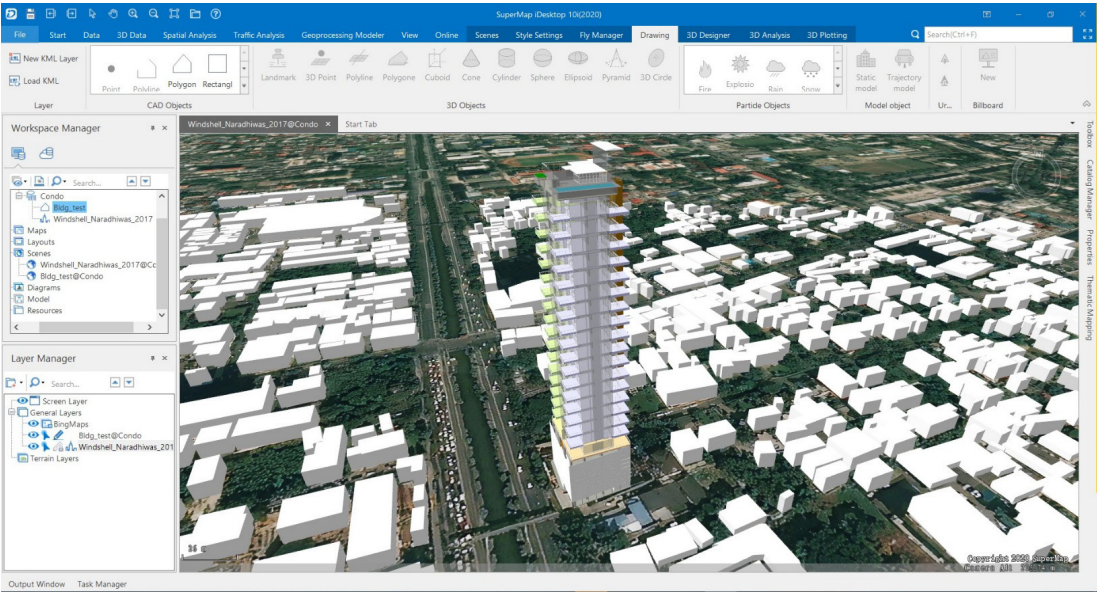 SuperMap iDesktop 10i(2020)
File Start Data 3D Data Spatial Analysis Traffic Analysis Geoprocessing Modeler View Online Scenes Style Settings Fly Manager Drawing 3D Designer 3D Analysis 3D Plotting Search(Ctrl+F)
New KML Layer
Load KML
Point Polyline Polygon Rectangl
Landmark 3D Point Polyline Polygone Cuboid Cone Cylinder Sphere Ellipsoid Pyramid 3D Circle
Fire Explosio Rain Snow
Static model
Trajectory model
New
Layer CAD Objects 3D Objects Particle Objects Model object Ur... Billboard
Workspace Manager
Windshell_Naradhiwas_2017@Condo Start Tab
Search...
Condo
Bldg_test
Windshell_Naradhiwas_2017
Maps
Layouts
Scenes
Windshell_Naradhiwas_2017@Cc
Bldg_test@Condo
Diagrams
Model
Resources
Layer Manager
Search...
Screen Layer
General Layers
BingMaps
Bldg_test@Condo
Windshell_Naradhiwas_201
Terrain Layers
Toolbox
Catalog Manager
Properties
Thematic Mapping
Copyright 2020 SuperMap
Camera Alt
Output Window Task Manager